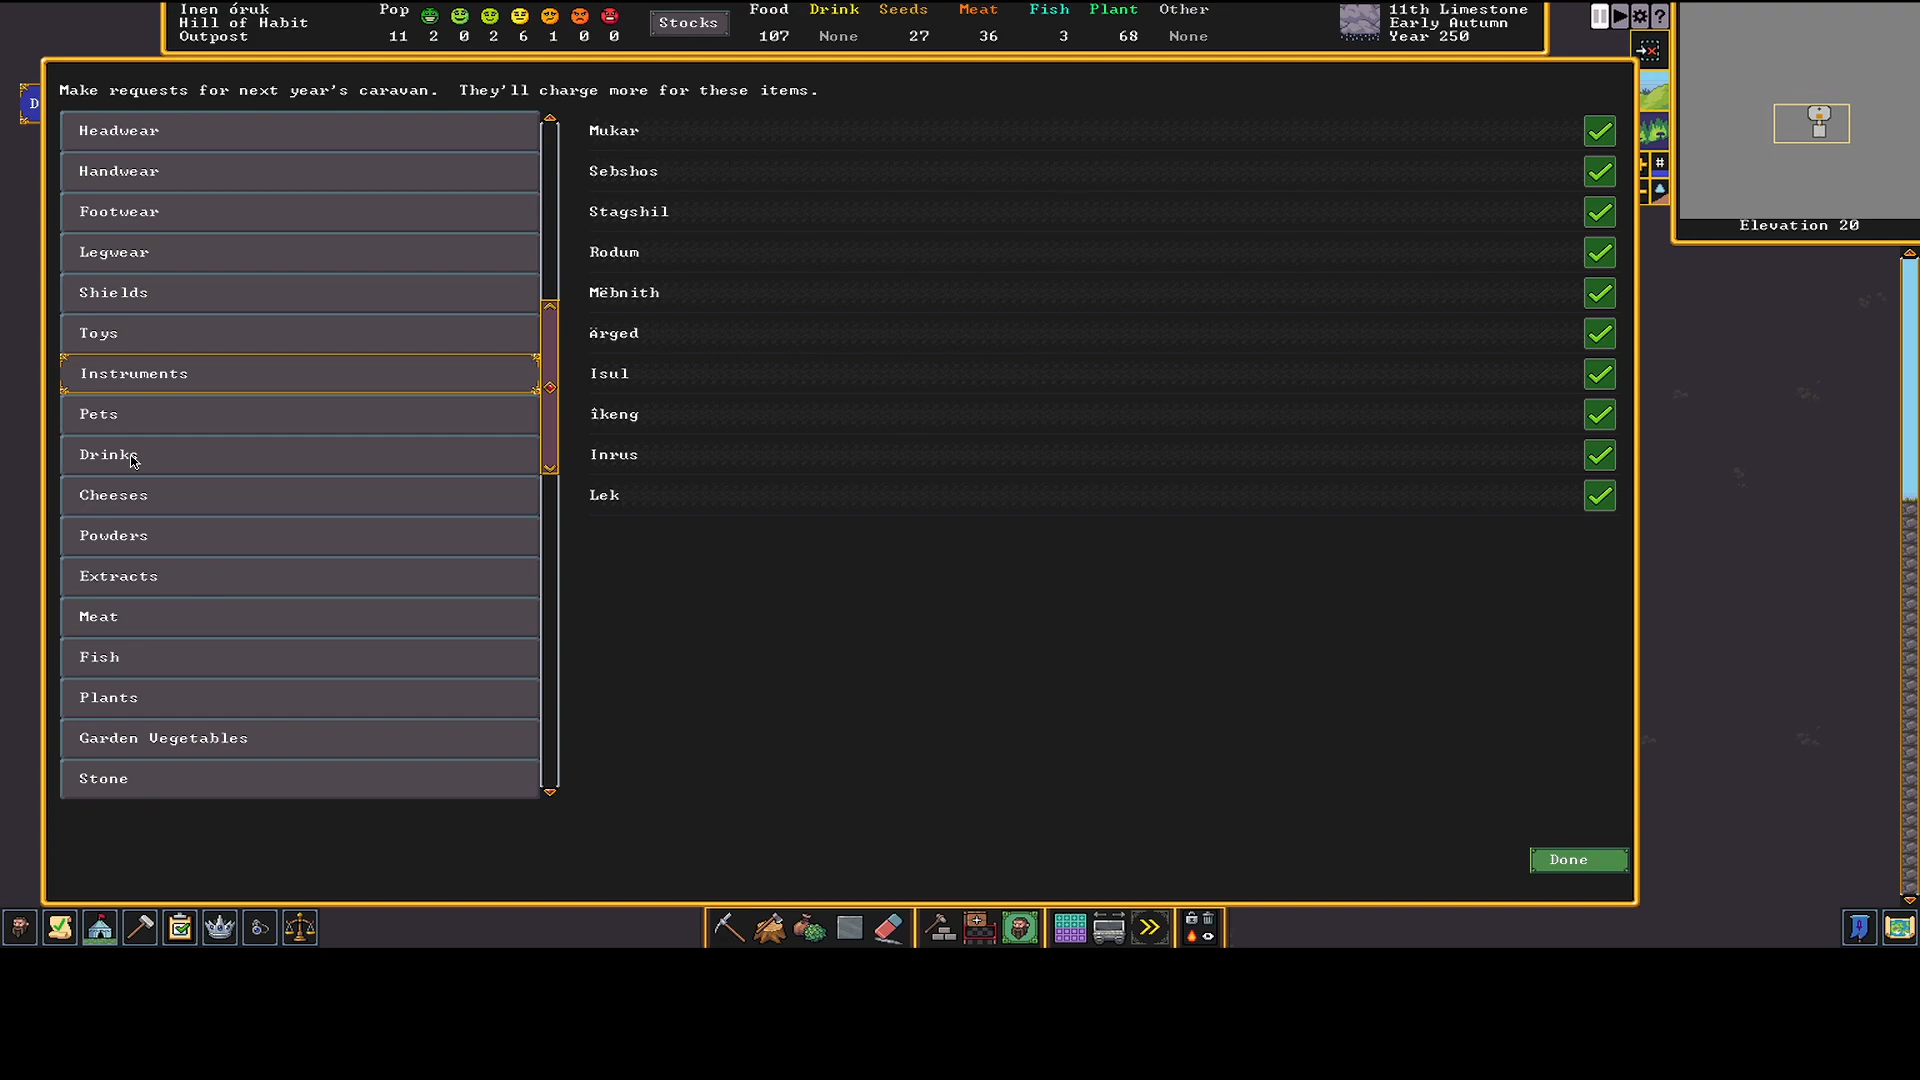 Inen óruk
Hill of Habit
Outpost
Pop
11 2 0 2 6 1 0 0
Stocks
Food Drink Seeds Meat Fish Plant Other
107 None 27 36 3 68 None
11th Limestone
Early Autumn
Year 250
?
D
#
Make requests for next year's caravan. They'll charge more for these items.
Headwear
Handwear
Footwear
Legwear
Shields
Toys
Instruments
Pets
Drinks
Cheeses
Powders
Extracts
Meat
Fish
Plants
Garden Vegetables
Stone
Mukar
Sebshos
Stagshil
Rodum
Mëbnith
Ärged
Isul
îkeng
Inrus
Lek
Elevation 20
Done